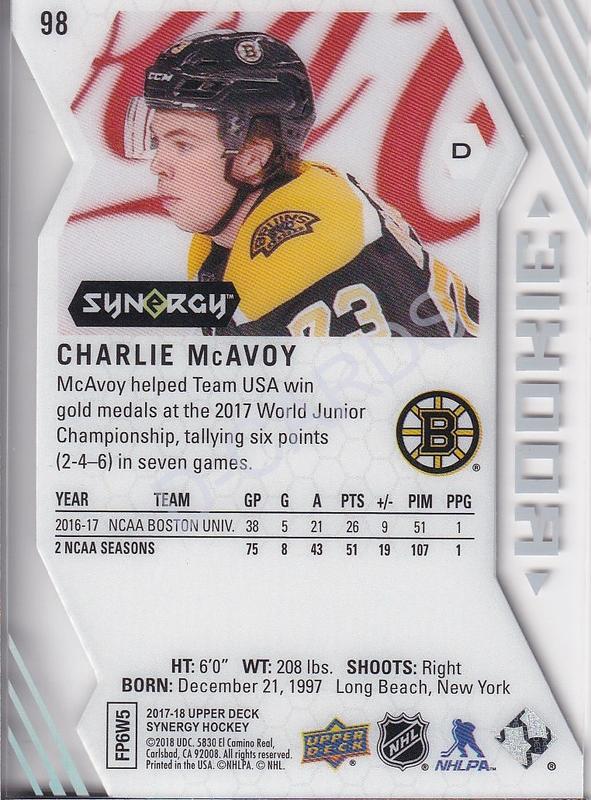 98
CCM
B
D
BRUINS
73
SYNERGY™
CHARLIE McAVOY
McAvoy helped Team USA win
gold medals at the 2017 World Junior
Championship, tallying six points
(2-4–6) in seven games.
B
®
ROOKIE
YEAR TEAM GP G A PTS +/- PIM PPG
2016-17 NCAA BOSTON UNIV. 38 5 21 26 9 51 1
2 NCAA SEASONS 75 8 43 51 19 107 1
HT: 6’0” WT: 208 lbs. SHOOTS: Right
BORN: December 21, 1997 Long Beach, New York
FP6W5
2017-18 UPPER DECK
SYNERGY HOCKEY
©2018 UDC. 5830 El Camino Real,
Carlsbad, CA 92008. All rights reserved.
Printed in the USA. ©NHLPA. © NHL.
UPPER DECK ®
NHL ®
NHLPA™
®